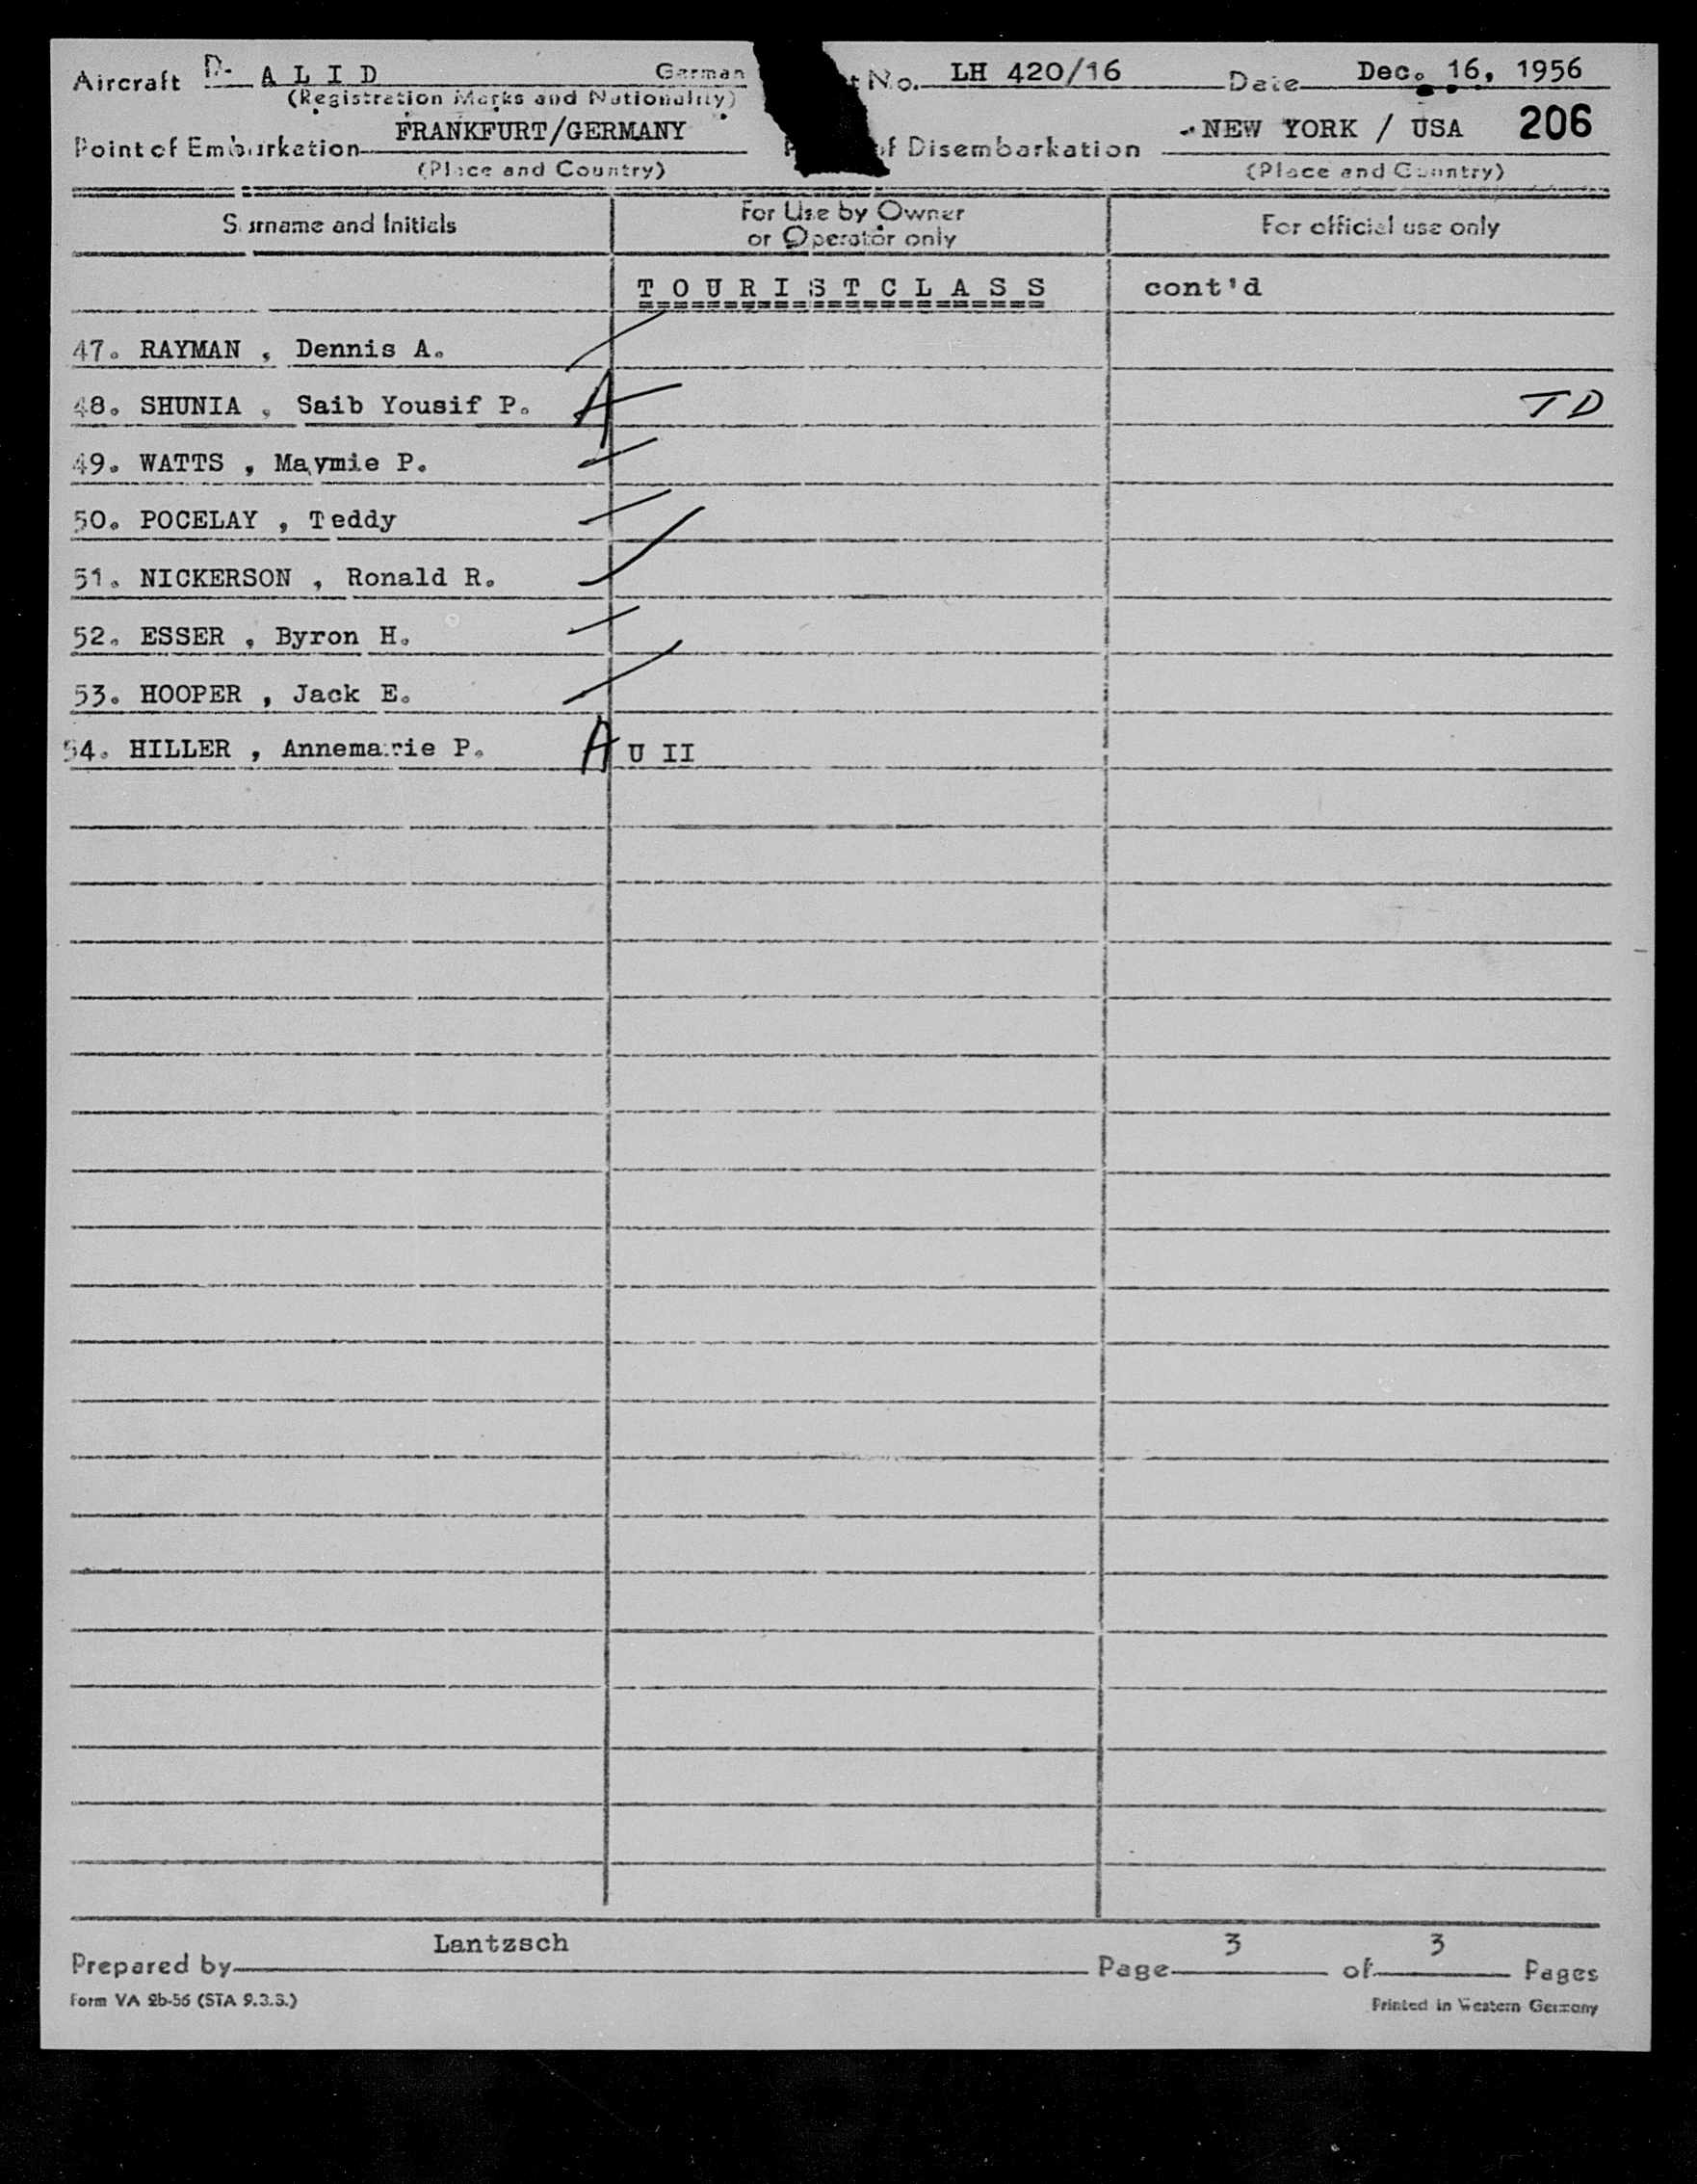 Aircraft D- A L I D German t No. LH 420/16 Date Dec. 16, 1956
(Registration Marks and Nationality)
Point of Embarkation FRANKFURT/GERMANY P f Disembarkation NEW YORK / USA 206
(Place and Country) (Place and Country)
Surname and Initials For Use by Owner or Operator only For official use only
T O U R I S T C L A S S cont'd
47. RAYMAN , Dennis A.
48. SHUNIA , Saib Yousif P. A TD
49. WATTS , Maymie P.
50. POCELAY , Teddy
51. NICKERSON , Ronald R.
52. ESSER , Byron H.
53. HOOPER , Jack E.
54. HILLER , Annemarie P. A U II
Prepared by Lantzsch Page 3 of 3 Pages
Form VA 2b-56 (STA 9.3.3.) Printed in Western Germany